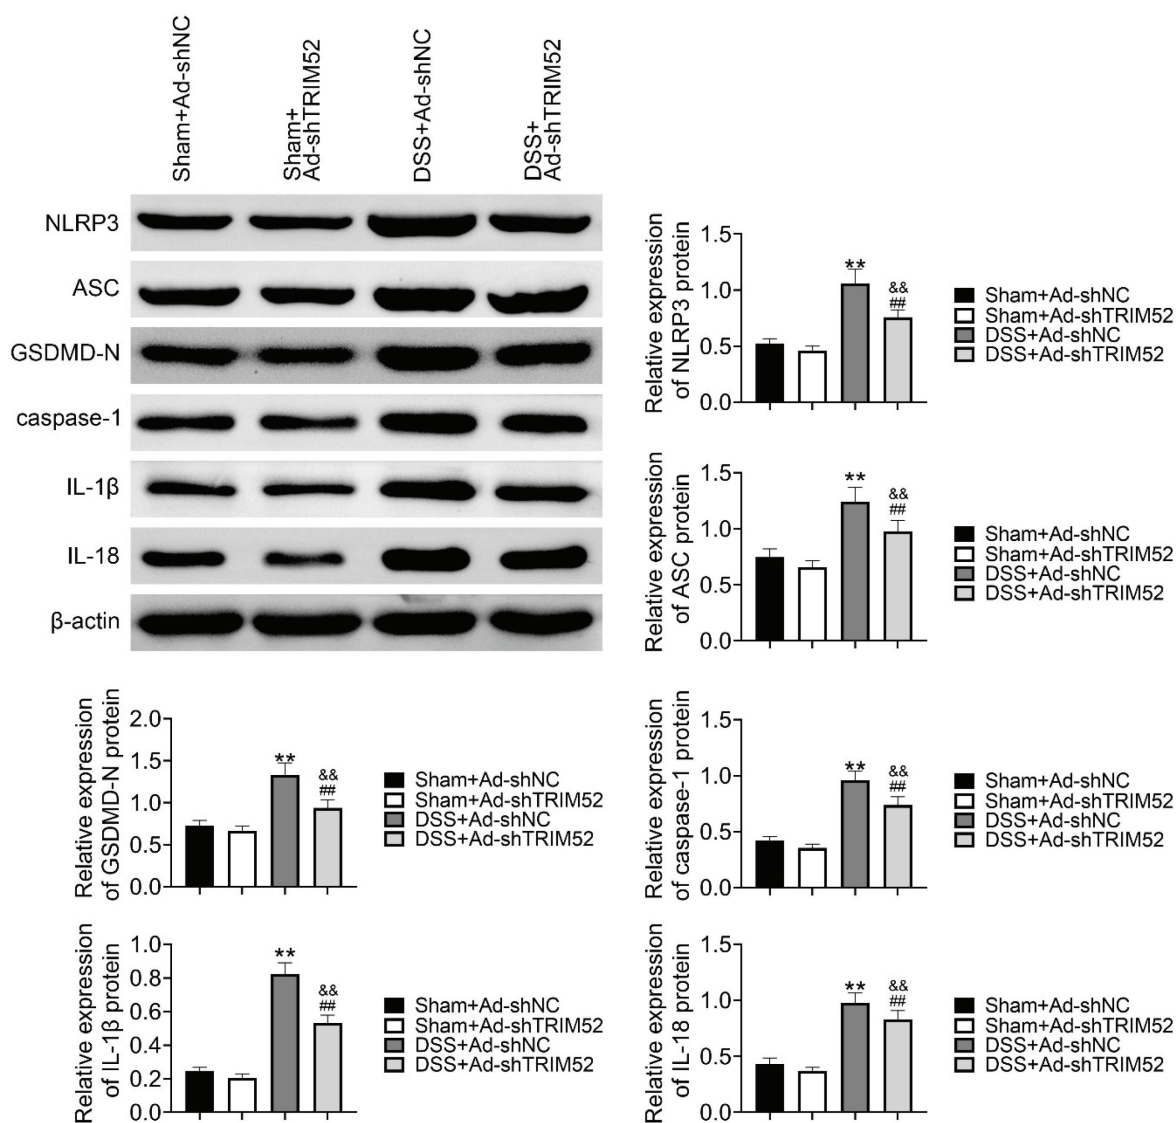 Sham+Ad-shNC
Sham+
Ad-shTRIM52
DSS+Ad-shNC
DSS+
Ad-shTRIM52
NLRP3
ASC
GSDMD-N
caspase-1
IL-1β
IL-18
β-actin
Relative expression
of NLRP3 protein
1.5
1.0
0.5
0.0
**
&&
##
Sham+Ad-shNC
Sham+Ad-shTRIM52
DSS+Ad-shNC
DSS+Ad-shTRIM52
Relative expression
of ASC protein
1.5
1.0
0.5
0.0
**
&&
##
Sham+Ad-shNC
Sham+Ad-shTRIM52
DSS+Ad-shNC
DSS+Ad-shTRIM52
Relative expression
of GSDMD-N protein
2.0
1.5
1.0
0.5
0.0
**
&&
##
Sham+Ad-shNC
Sham+Ad-shTRIM52
DSS+Ad-shNC
DSS+Ad-shTRIM52
Relative expression
of caspase-1 protein
1.5
1.0
0.5
0.0
**
&&
##
Sham+Ad-shNC
Sham+Ad-shTRIM52
DSS+Ad-shNC
DSS+Ad-shTRIM52
Relative expression
of IL-1β protein
1.0
0.8
0.6
0.4
0.2
0.0
**
&&
##
Sham+Ad-shNC
Sham+Ad-shTRIM52
DSS+Ad-shNC
DSS+Ad-shTRIM52
Relative expression
of IL-18 protein
1.5
1.0
0.5
0.0
**
&&
##
Sham+Ad-shNC
Sham+Ad-shTRIM52
DSS+Ad-shNC
DSS+Ad-shTRIM52